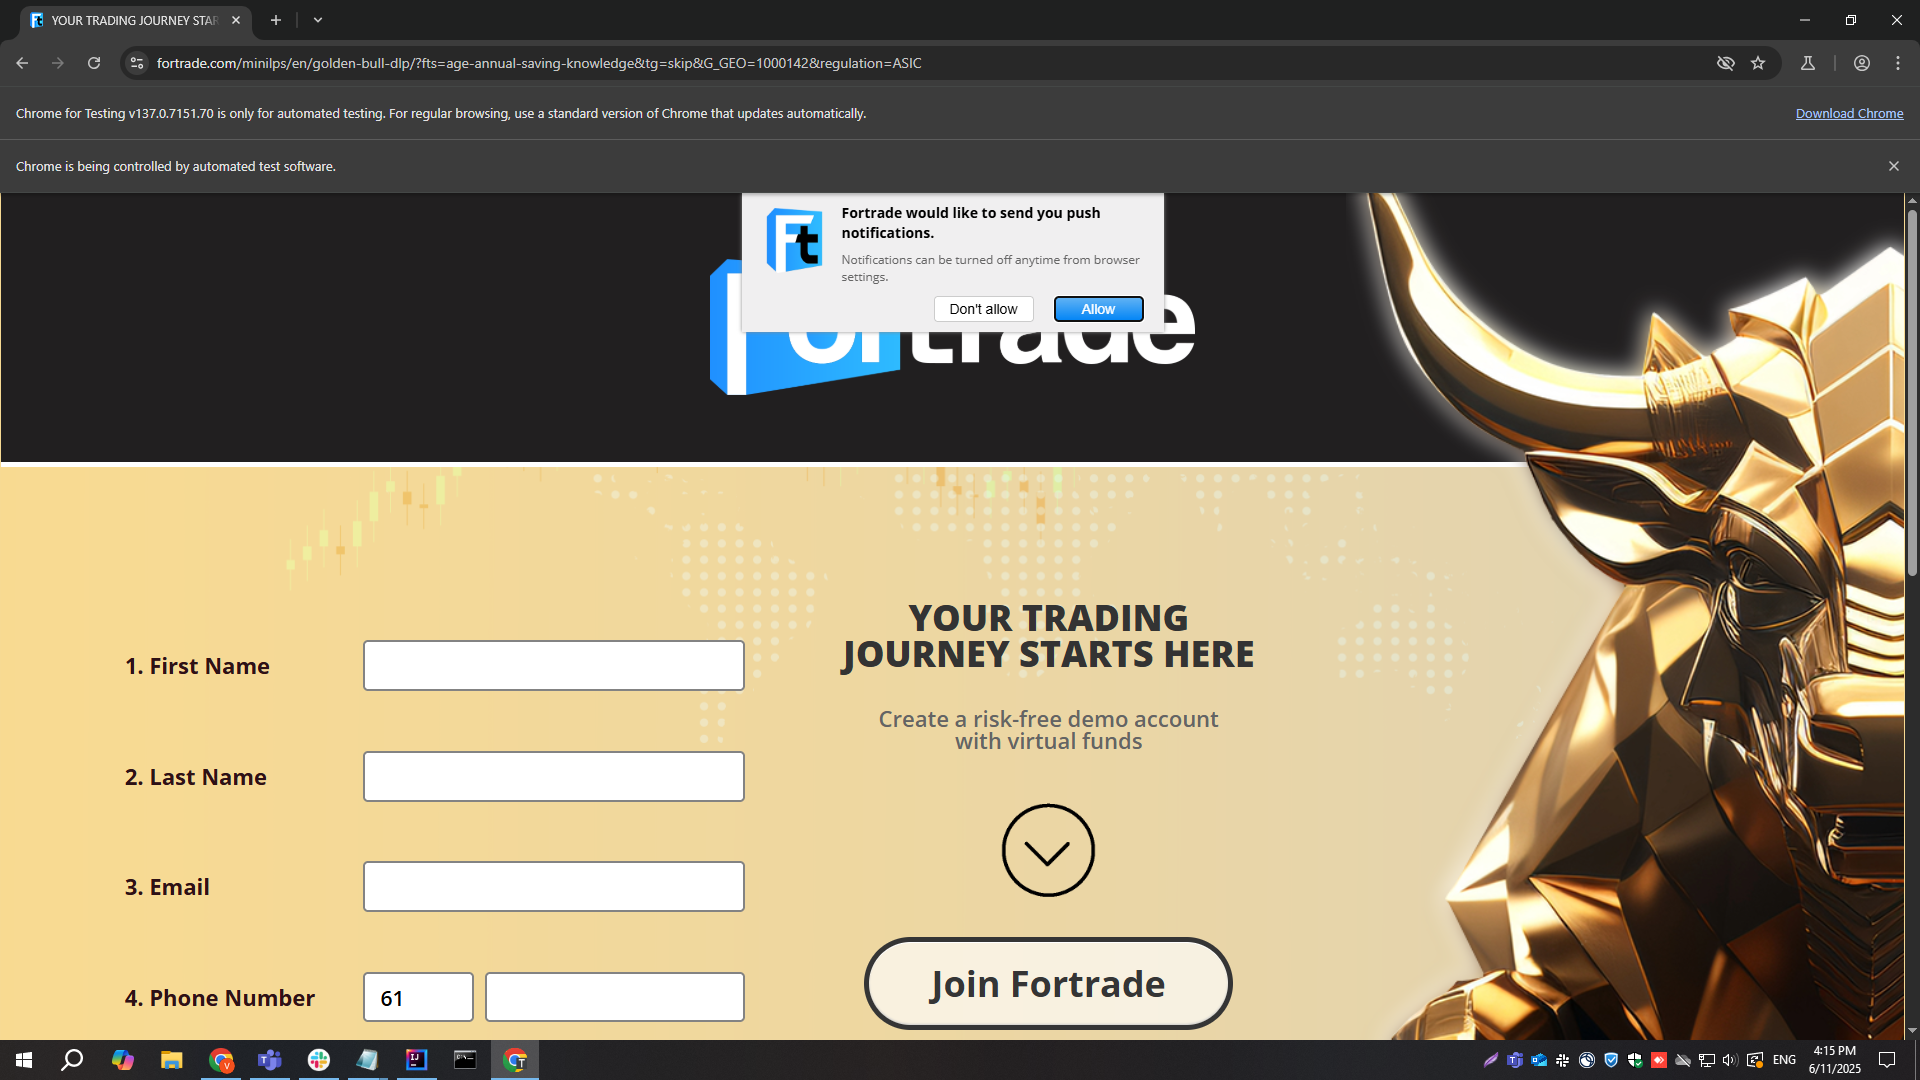 YOUR TRADING JOURNEY STAR
fortrade.com/minilps/en/golden-bull-dlp/?fts=age-annual-saving-knowledge&tg=skip&G_GEO=1000142&regulation=ASIC
Chrome for Testing v137.0.7151.70 is only for automated testing. For regular browsing, use a standard version of Chrome that updates automatically.
Download Chrome
Chrome is being controlled by automated test software.
Ft
Fortrade would like to send you push
notifications.
Notifications can be turned off anytime from browser
settings.
Don't allow
Allow
Fortrade
YOUR TRADING
JOURNEY STARTS HERE
Create a risk-free demo account
with virtual funds
Join Fortrade
1. First Name
2. Last Name
3. Email
4. Phone Number
61
ENG
4:15 PM
6/11/2025